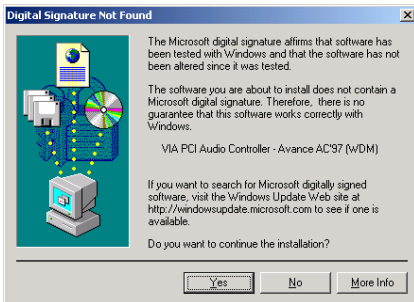 Digital Signature Not Found
The Microsoft digital signature affirms that software has
been tested with Windows and that the software has not
been altered since it was tested.
The software you are about to install does not contain a
Microsoft digital signature. Therefore, there is no
guarantee that this software works correctly with
Windows.
VIA PCI Audio Controller - Avance AC'97 (WDM)
If you want to search for Microsoft digitally signed
software, visit the Windows Update Web site at
http://windowsupdate.microsoft.com to see if one is
available.
Do you want to continue the installation?
Yes No More Info